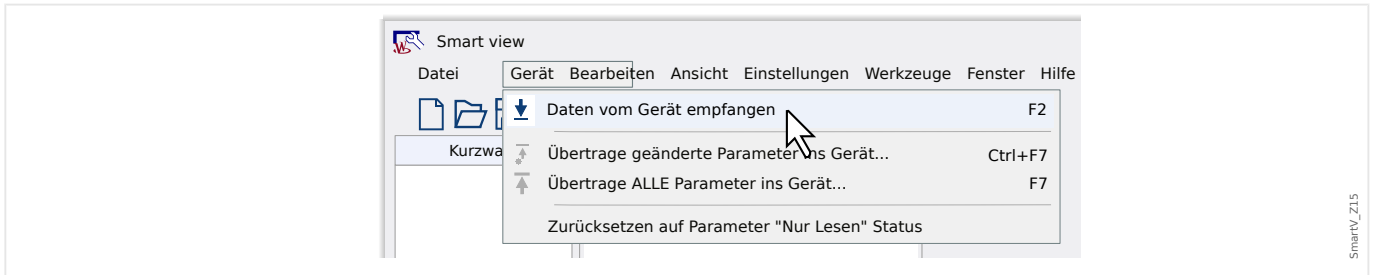 Smart view
Datei Gerät Bearbeiten Ansicht Einstellungen Werkzeuge Fenster Hilfe
Daten vom Gerät empfangen F2
Kurzwa
Übertrage geänderte Parameter ins Gerät... Ctrl+F7
Übertrage ALLE Parameter ins Gerät... F7
Zurücksetzen auf Parameter "Nur Lesen" Status
SmartV_Z15